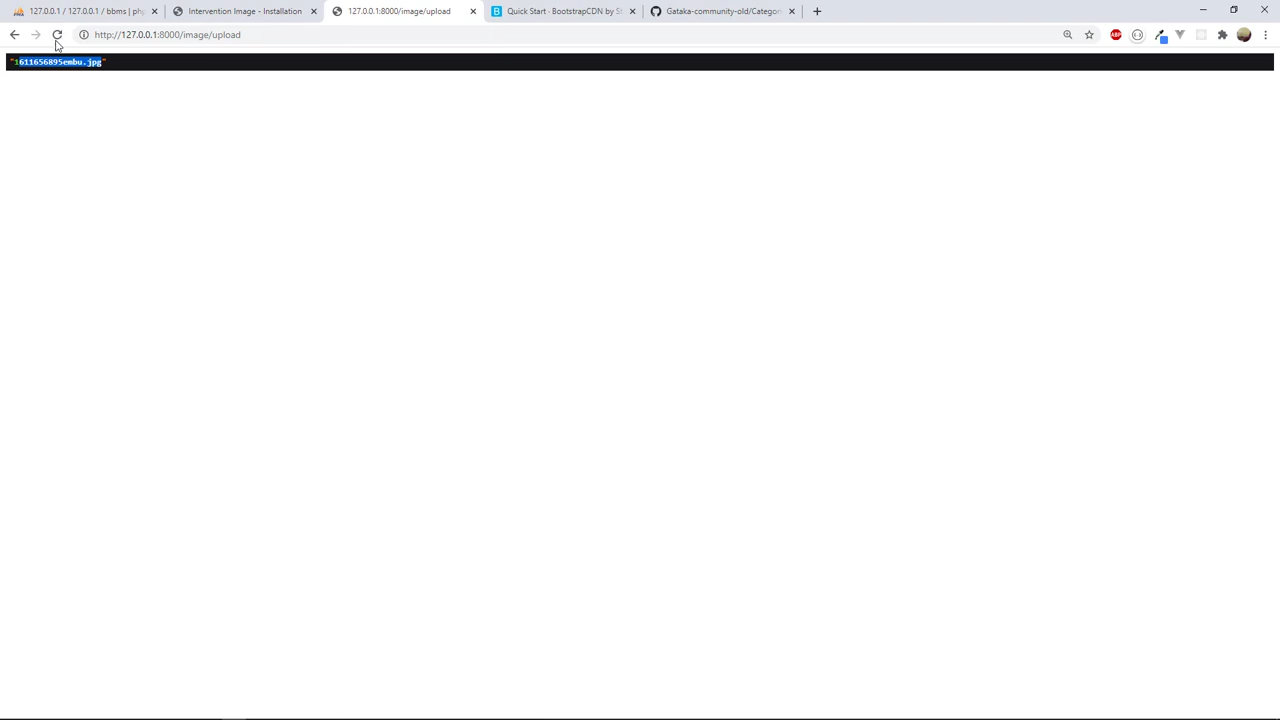 127.0.0.1 / 127.0.0.1 / bbms | php
Intervention Image - Installation
127.0.0.1:8000/image/upload
Quick Start · BootstrapCDN by St
Gataka-community-old/Categor
http://127.0.0.1:8000/image/upload
ABP
"1611656895embu.jpg"